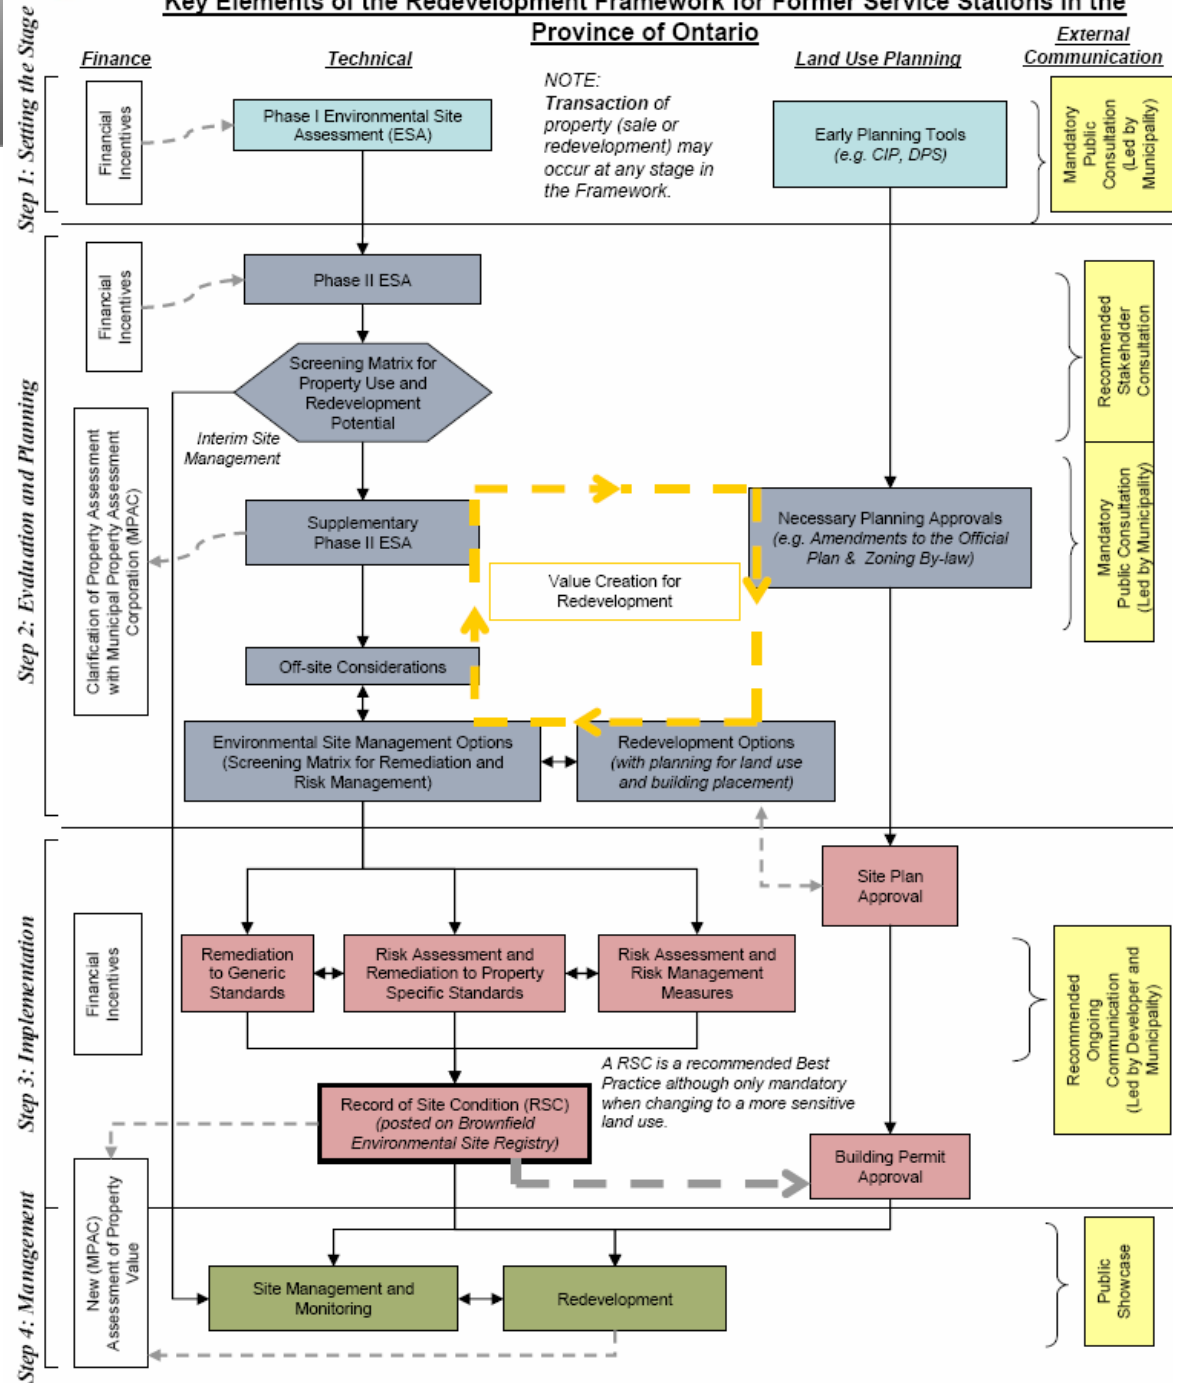 Key Elements of the Redevelopment Framework for Former Service Stations in the
Province of Ontario
Finance
Technical
Land Use Planning
External
Communication
Step 1: Setting the Stage
Financial
Incentives
Phase I Environmental Site
Assessment (ESA)
NOTE:
Transaction of
property (sale or
redevelopment) may
occur at any stage in
the Framework.
Early Planning Tools
(e.g. CIP, DPS)
Mandatory
Public
Consultation
(Led by
Municipality)
Step 2: Evaluation and Planning
Financial
Incentives
Phase II ESA
Recommended
Stakeholder
Consultation
Screening Matrix for
Property Use and
Redevelopment
Potential
Interim Site
Management
Clarification of Property Assessment
with Municipal Property Assessment
Corporation (MPAC)
Supplementary
Phase II ESA
Value Creation for
Redevelopment
Necessary Planning Approvals
(e.g. Amendments to the Official
Plan & Zoning By-law)
Mandatory
Public Consultation
(Led by Municipality)
Off-site Considerations
Environmental Site Management Options
(Screening Matrix for Remediation and
Risk Management)
Redevelopment Options
(with planning for land use
and building placement)
Step 3: Implementation
Site Plan
Approval
Financial
Incentives
Remediation
to Generic
Standards
Risk Assessment and
Remediation to Property
Specific Standards
Risk Assessment and
Risk Management
Measures
Recommended
Ongoing
Communication
(Led by Developer and
Municipality)
A RSC is a recommended Best
Practice although only mandatory
when changing to a more sensitive
land use.
Record of Site Condition (RSC)
(posted on Brownfield
Environmental Site Registry)
Building Permit
Approval
Step 4: Management
New (MPAC)
Assessment of Property
Value
Site Management and
Monitoring
Redevelopment
Public
Showcase